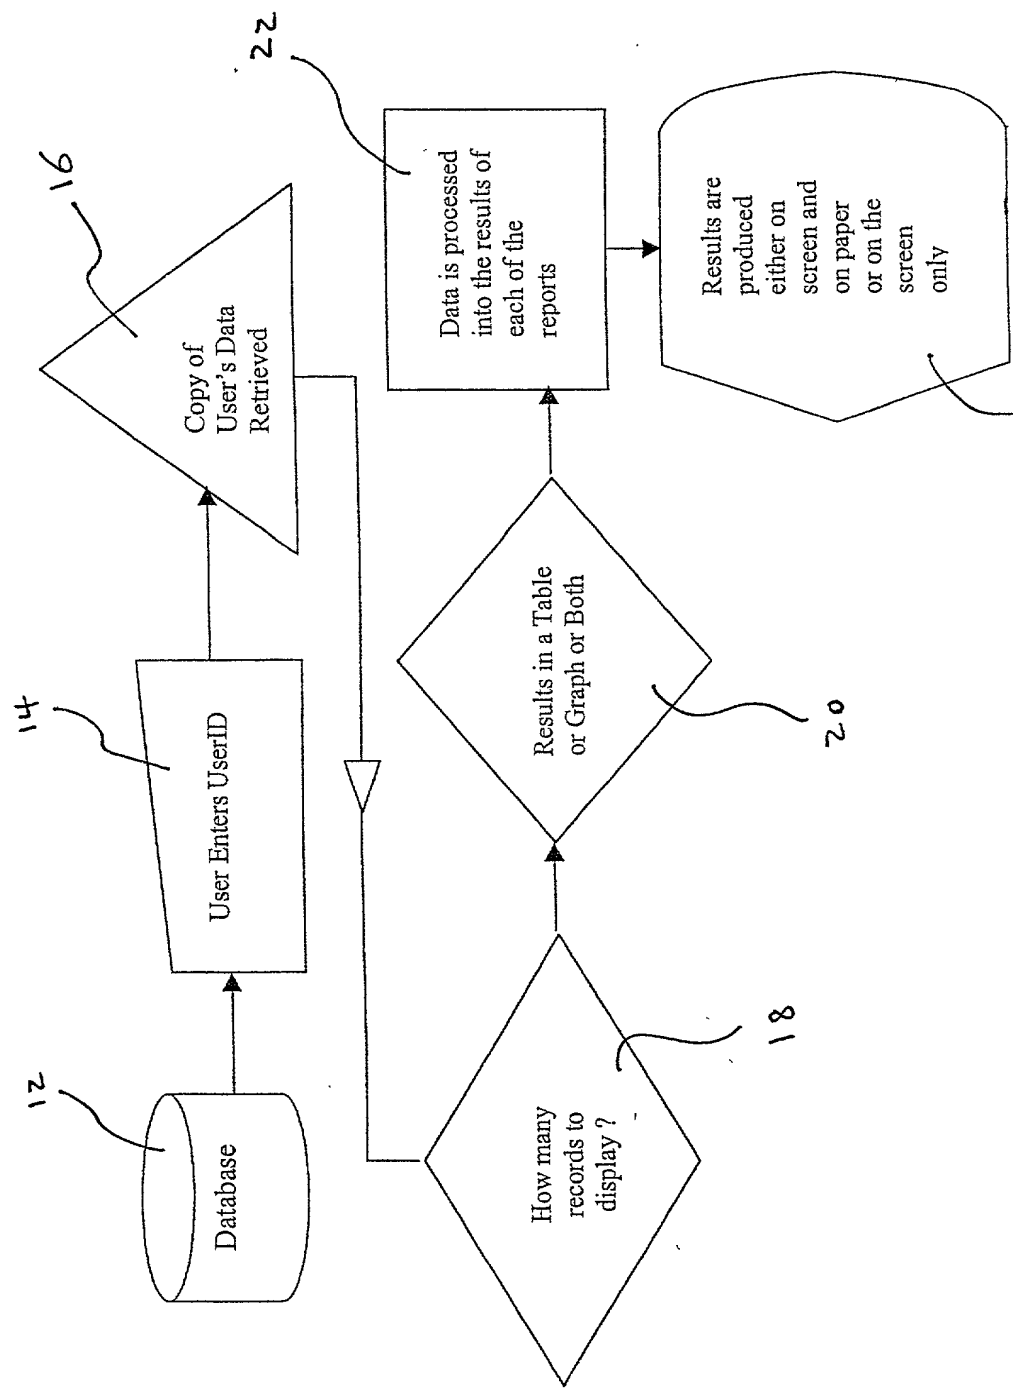 12
Database
14
User Enters UserID
16
Copy of
User's Data
Retrieved
18
How many
records to
display ?
20
Results in a Table
or Graph or Both
22
Data is processed
into the results of
each of the
reports
Results are
produced
either on
screen and
on paper
or on the
screen
only